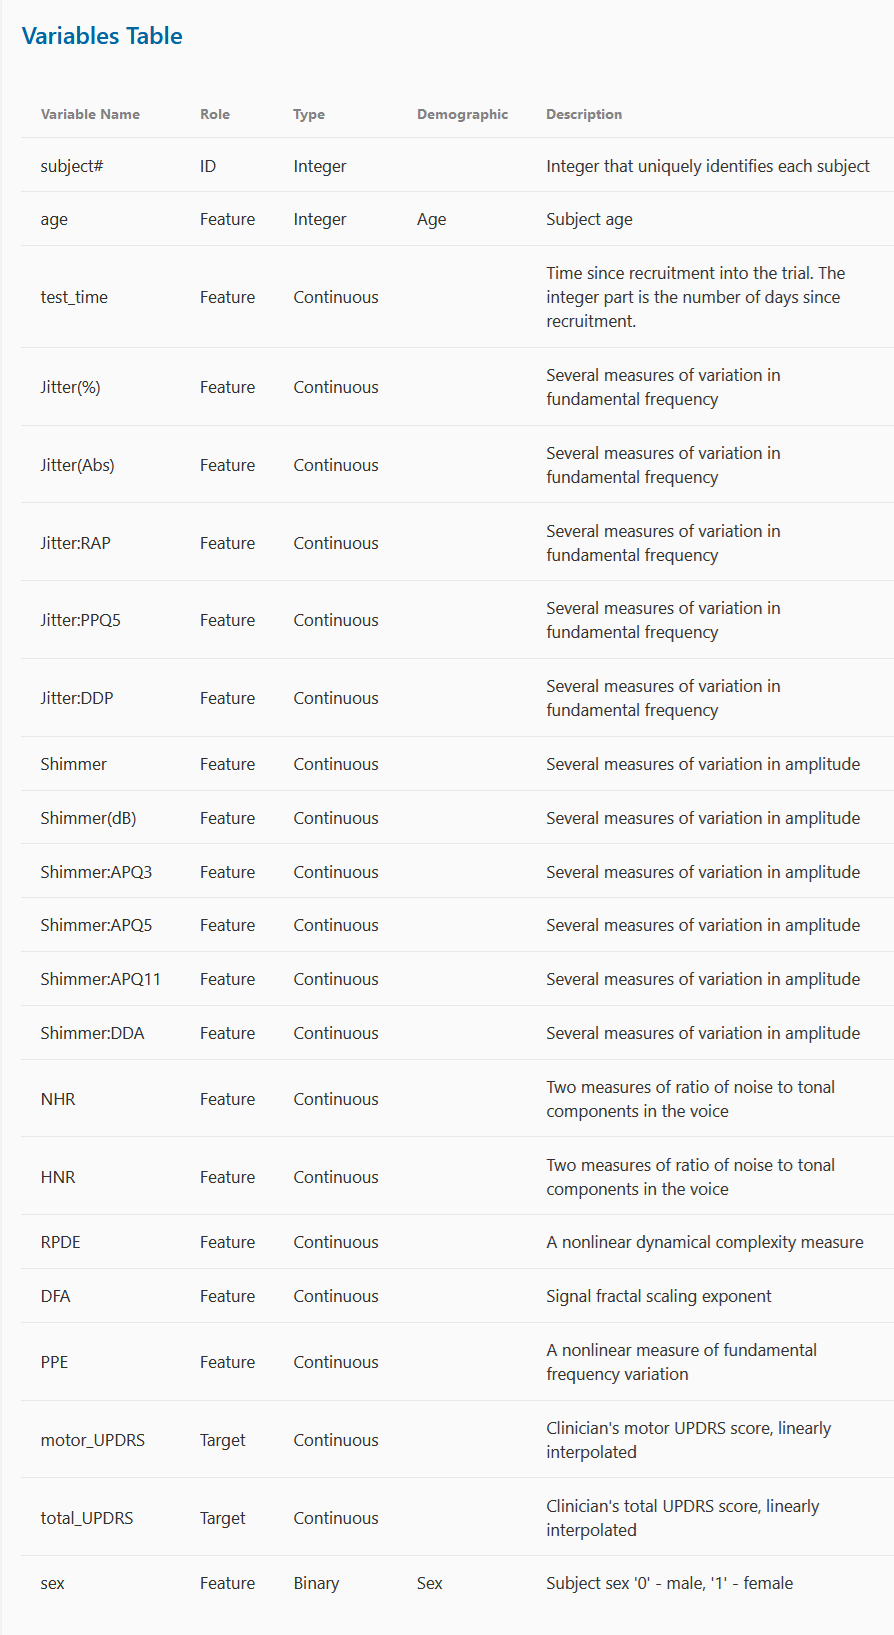 Variables Table
Variable Name Role Type Demographic Description
subject# ID Integer Integer that uniquely identifies each subject
age Feature Integer Age Subject age
test_time Feature Continuous Time since recruitment into the trial. The
integer part is the number of days since
recruitment.
Jitter(%) Feature Continuous Several measures of variation in
fundamental frequency
Jitter(Abs) Feature Continuous Several measures of variation in
fundamental frequency
Jitter:RAP Feature Continuous Several measures of variation in
fundamental frequency
Jitter:PPQ5 Feature Continuous Several measures of variation in
fundamental frequency
Jitter:DDP Feature Continuous Several measures of variation in
fundamental frequency
Shimmer Feature Continuous Several measures of variation in amplitude
Shimmer(dB) Feature Continuous Several measures of variation in amplitude
Shimmer:APQ3 Feature Continuous Several measures of variation in amplitude
Shimmer:APQ5 Feature Continuous Several measures of variation in amplitude
Shimmer:APQ11 Feature Continuous Several measures of variation in amplitude
Shimmer:DDA Feature Continuous Several measures of variation in amplitude
NHR Feature Continuous Two measures of ratio of noise to tonal
components in the voice
HNR Feature Continuous Two measures of ratio of noise to tonal
components in the voice
RPDE Feature Continuous A nonlinear dynamical complexity measure
DFA Feature Continuous Signal fractal scaling exponent
PPE Feature Continuous A nonlinear measure of fundamental
frequency variation
motor_UPDRS Target Continuous Clinician's motor UPDRS score, linearly
interpolated
total_UPDRS Target Continuous Clinician's total UPDRS score, linearly
interpolated
sex Feature Binary Sex Subject sex '0' - male, '1' - female